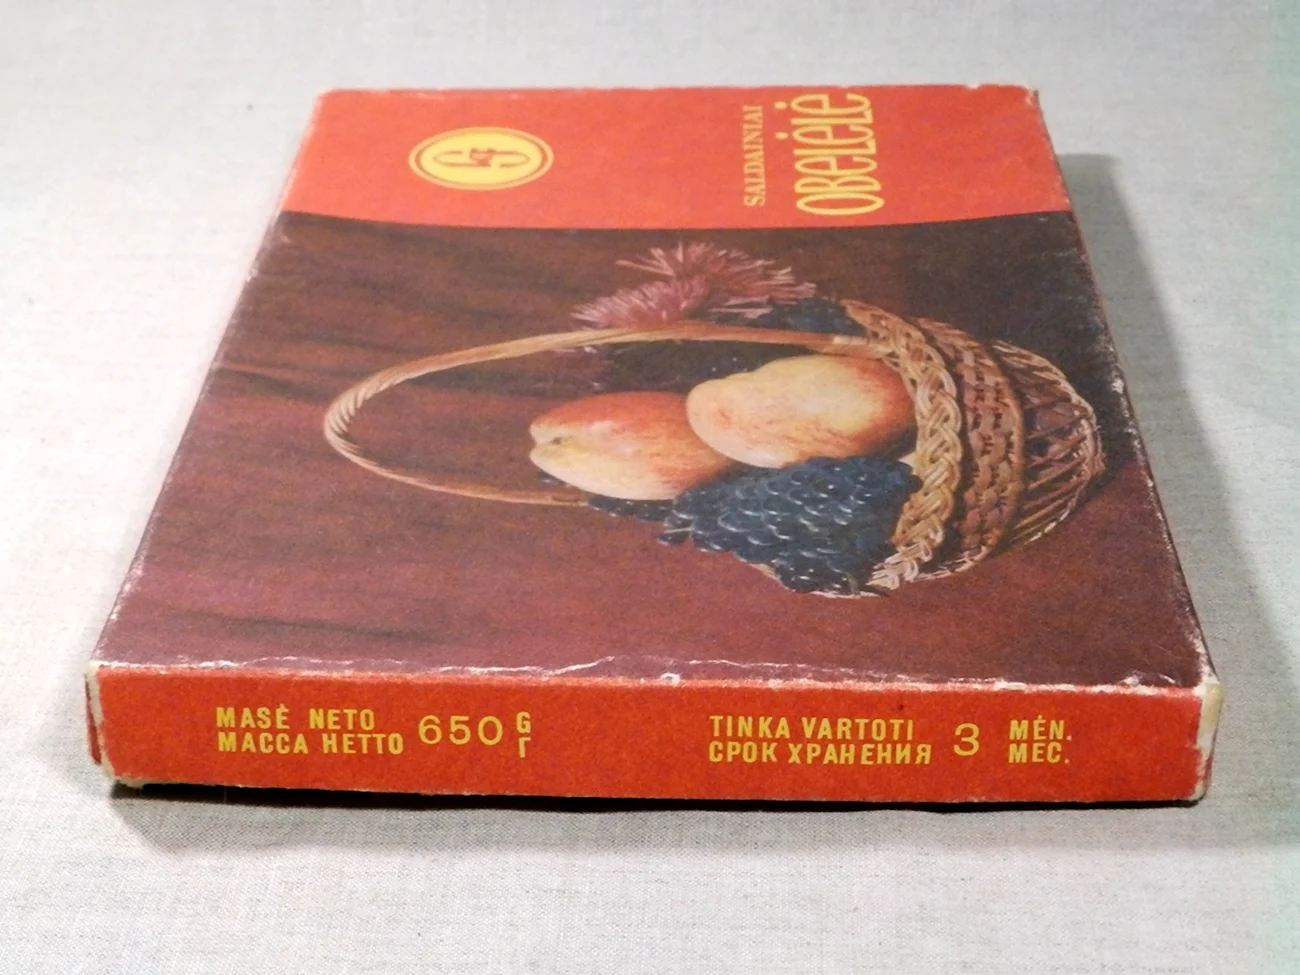 SALDAINIAI
OBELĖLĖ
MASĖ NETO 650 G
МАССА НЕТТО Г
TINKA VARTOTI 3 MĖN.
СРОК ХРАНЕНИЯ МЕС.